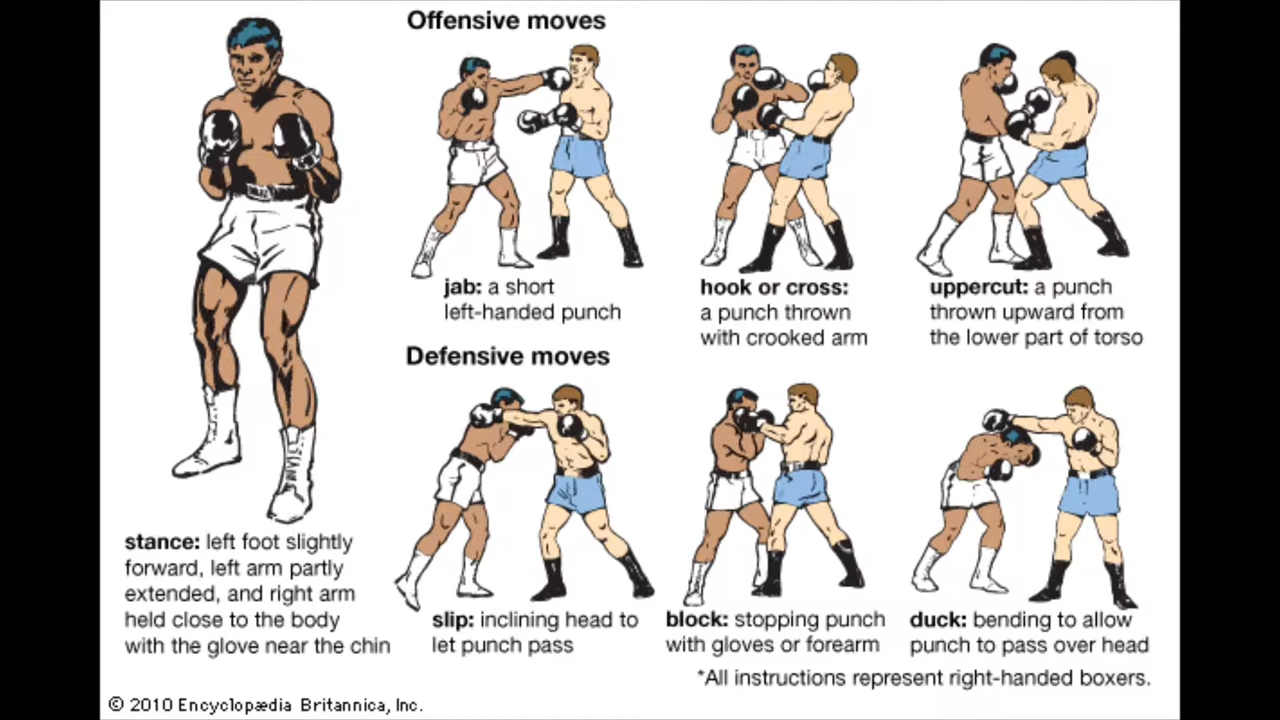 Offensive moves
jab: a short
left-handed punch
hook or cross:
a punch thrown
with crooked arm
uppercut: a punch
thrown upward from
the lower part of torso
Defensive moves
stance: left foot slightly
forward, left arm partly
extended, and right arm
held close to the body
with the glove near the chin
slip: inclining head to
let punch pass
block: stopping punch
with gloves or forearm
duck: bending to allow
punch to pass over head
*All instructions represent right-handed boxers.
© 2010 Encyclopædia Britannica, Inc.